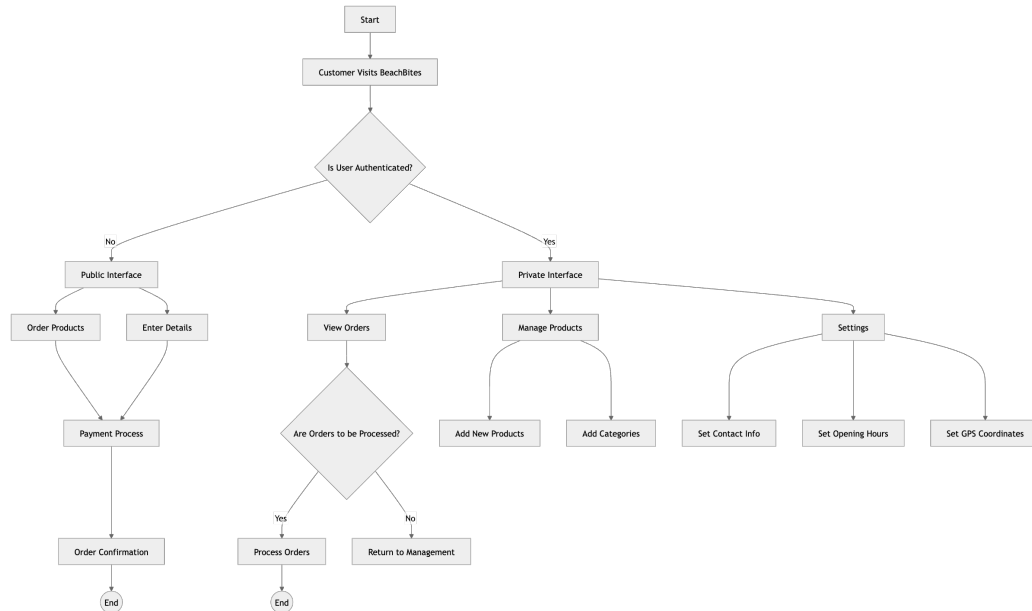 Start
Customer Visits BeachBites
Is User Authenticated?
No
Yes
Public Interface
Private Interface
Order Products
Enter Details
View Orders
Manage Products
Settings
Payment Process
Are Orders to be Processed?
Add New Products
Add Categories
Set Contact Info
Set Opening Hours
Set GPS Coordinates
Yes
No
Order Confirmation
Process Orders
Return to Management
End
End